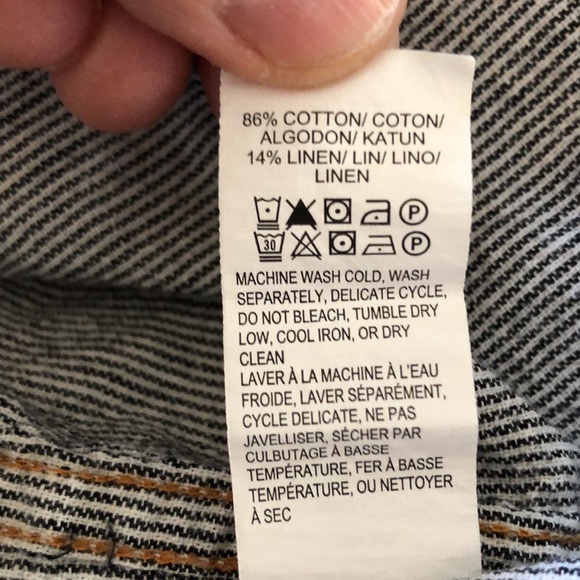 86% COTTON/ COTON/
ALGODON/ KATUN
14% LINEN/ LIN/ LINO/
LINEN
P
30 P
MACHINE WASH COLD, WASH
SEPARATELY, DELICATE CYCLE,
DO NOT BLEACH, TUMBLE DRY
LOW, COOL IRON, OR DRY
CLEAN
LAVER À LA MACHINE À L'EAU
FROIDE, LAVER SÉPARÉMENT,
CYCLE DELICATE, NE PAS
JAVELLISER, SÉCHER PAR
CULBUTAGE À BASSE
TEMPÉRATURE, FER À BASSE
TEMPÉRATURE, OU NETTOYER
À SEC